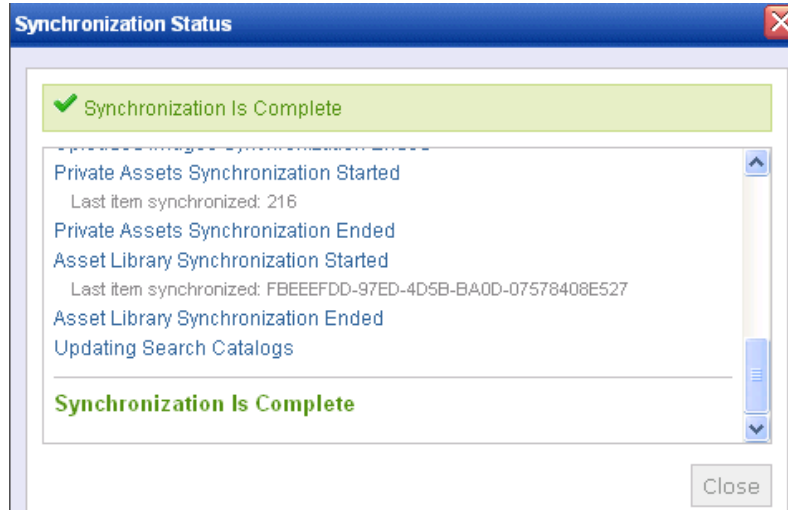 Synchronization Status
Synchronization Is Complete
Private Assets Synchronization Started
Last item synchronized: 216
Private Assets Synchronization Ended
Asset Library Synchronization Started
Last item synchronized: FBEEEFDD-97ED-4D5B-BA0D-07578408E527
Asset Library Synchronization Ended
Updating Search Catalogs
Synchronization Is Complete
Close